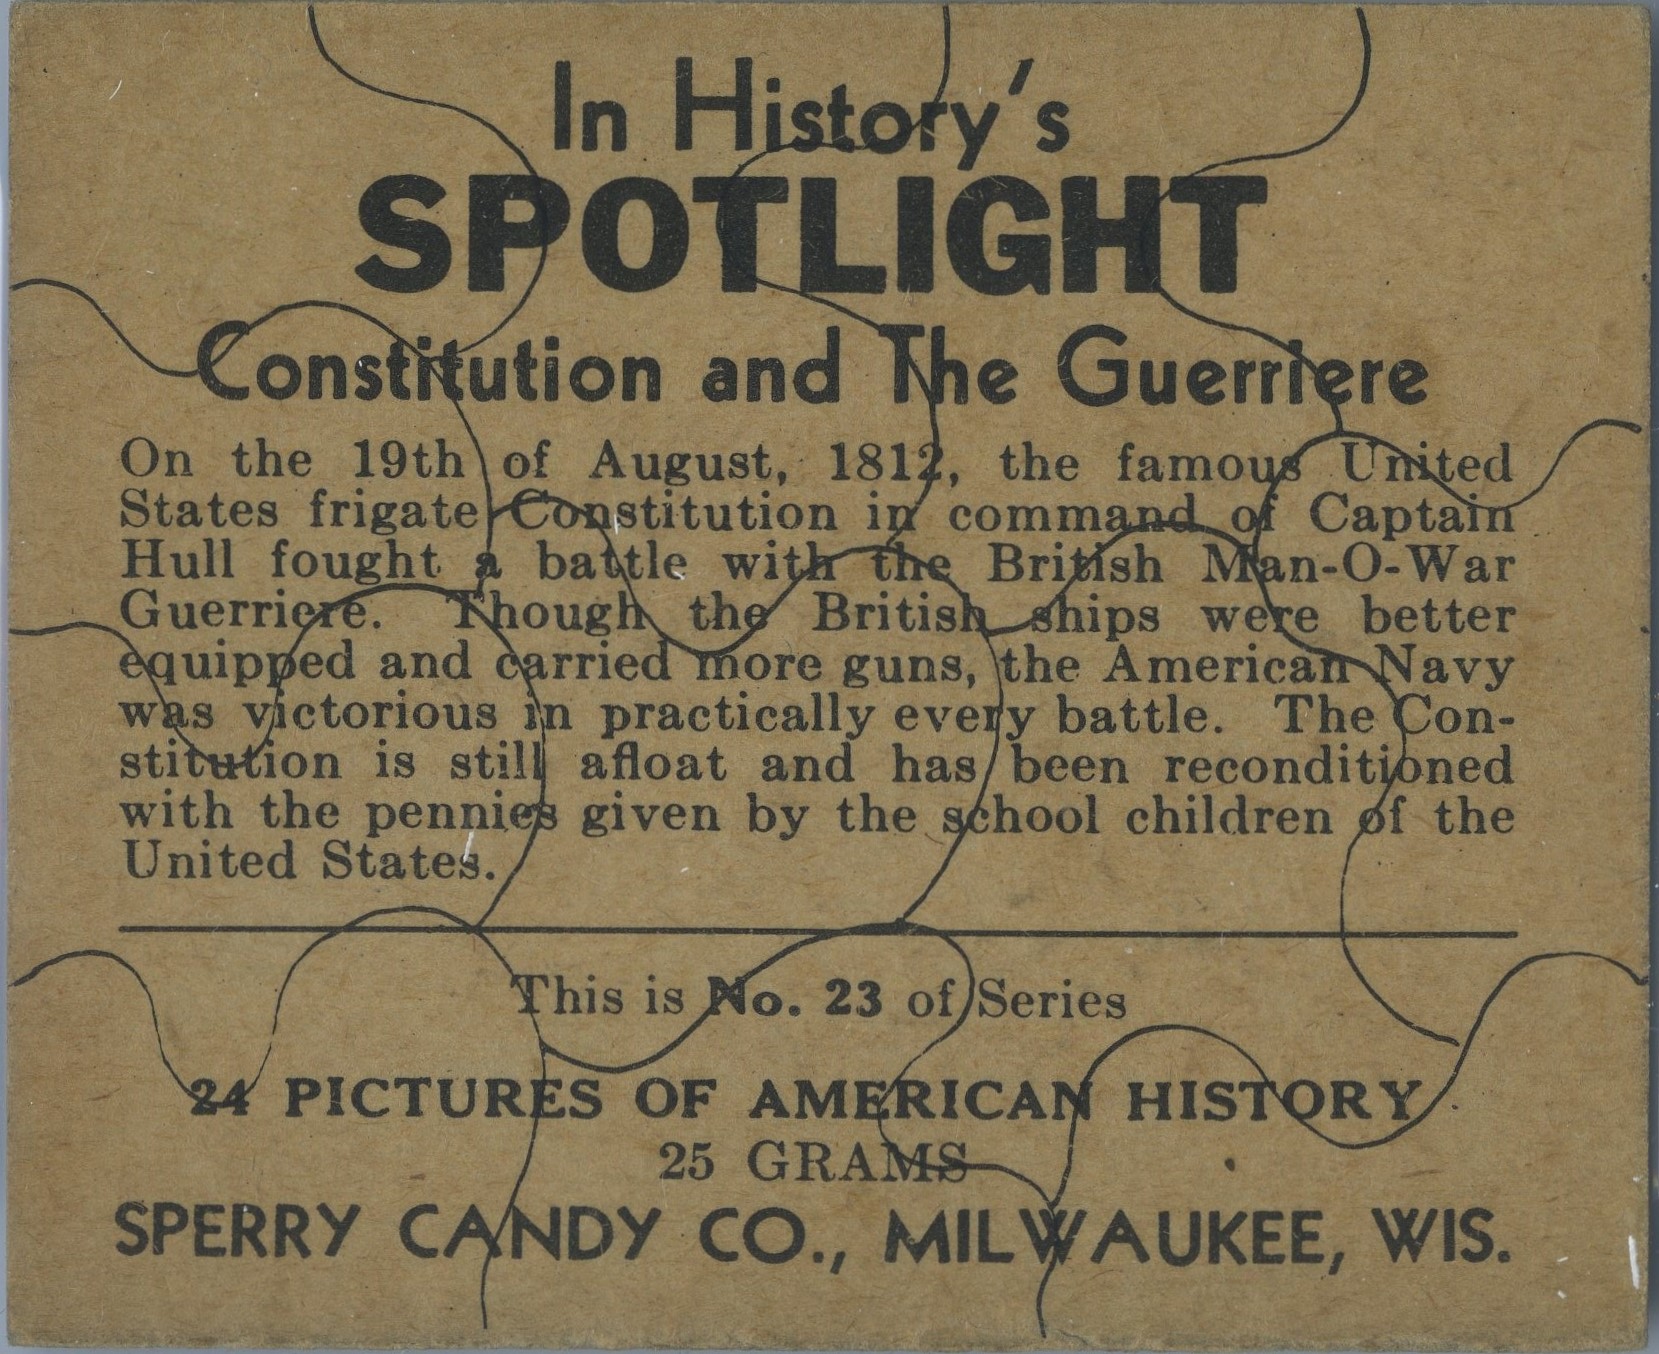 In History's
SPOTLIGHT
Constitution and The Guerriere
On the 19th of August, 1812, the famous United
States frigate Constitution in command of Captain
Hull fought a battle with the British Man-O-War
Guerriere. Though the British ships were better
equipped and carried more guns, the American Navy
was victorious in practically every battle. The Con-
stitution is still afloat and has been reconditioned
with the pennies given by the school children of the
United States.
This is No. 23 of Series
24 PICTURES OF AMERICAN HISTORY
25 GRAMS
SPERRY CANDY CO., MILWAUKEE, WIS.